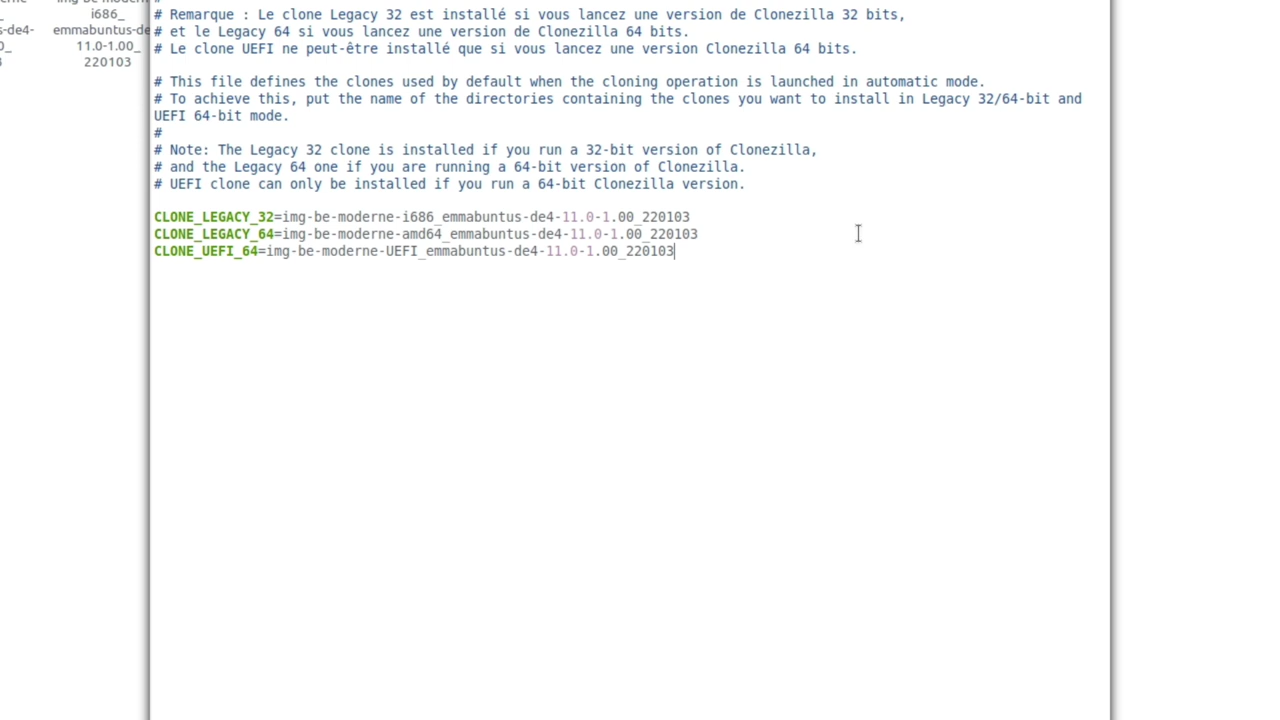 i686_
emmabuntus-de
11.0-1.00_
220103
s-de4-
# Remarque : Le clone Legacy 32 est installé si vous lancez une version de Clonezilla 32 bits,
# et le Legacy 64 si vous lancez une version de Clonezilla 64 bits.
# Le clone UEFI ne peut-être installé que si vous lancez une version Clonezilla 64 bits.
# This file defines the clones used by default when the cloning operation is launched in automatic mode.
# To achieve this, put the name of the directories containing the clones you want to install in Legacy 32/64-bit and
UEFI 64-bit mode.
#
# Note: The Legacy 32 clone is installed if you run a 32-bit version of Clonezilla,
# and the Legacy 64 one if you are running a 64-bit version of Clonezilla.
# UEFI clone can only be installed if you run a 64-bit Clonezilla version.
CLONE_LEGACY_32=img-be-moderne-i686_emmabuntus-de4-11.0-1.00_220103
CLONE_LEGACY_64=img-be-moderne-amd64_emmabuntus-de4-11.0-1.00_220103
CLONE_UEFI_64=img-be-moderne-UEFI_emmabuntus-de4-11.0-1.00_220103